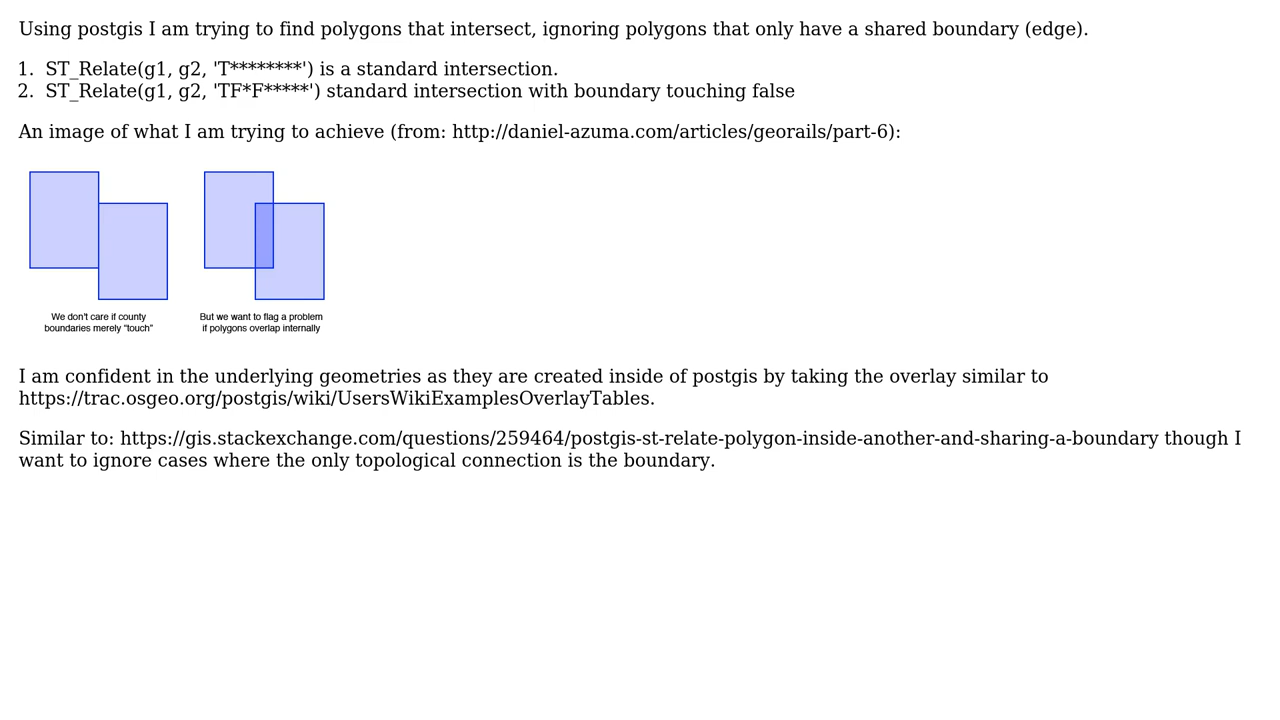 Using postgis I am trying to find polygons that intersect, ignoring polygons that only have a shared boundary (edge).
1. ST_Relate(g1, g2, 'T********') is a standard intersection.
2. ST_Relate(g1, g2, 'TF*F*****') standard intersection with boundary touching false
An image of what I am trying to achieve (from: http://daniel-azuma.com/articles/georails/part-6):
We don't care if county
boundaries merely “touch”
But we want to flag a problem
if polygons overlap internally
I am confident in the underlying geometries as they are created inside of postgis by taking the overlay similar to
https://trac.osgeo.org/postgis/wiki/UsersWikiExamplesOverlayTables.
Similar to: https://gis.stackexchange.com/questions/259464/postgis-st-relate-polygon-inside-another-and-sharing-a-boundary though I
want to ignore cases where the only topological connection is the boundary.